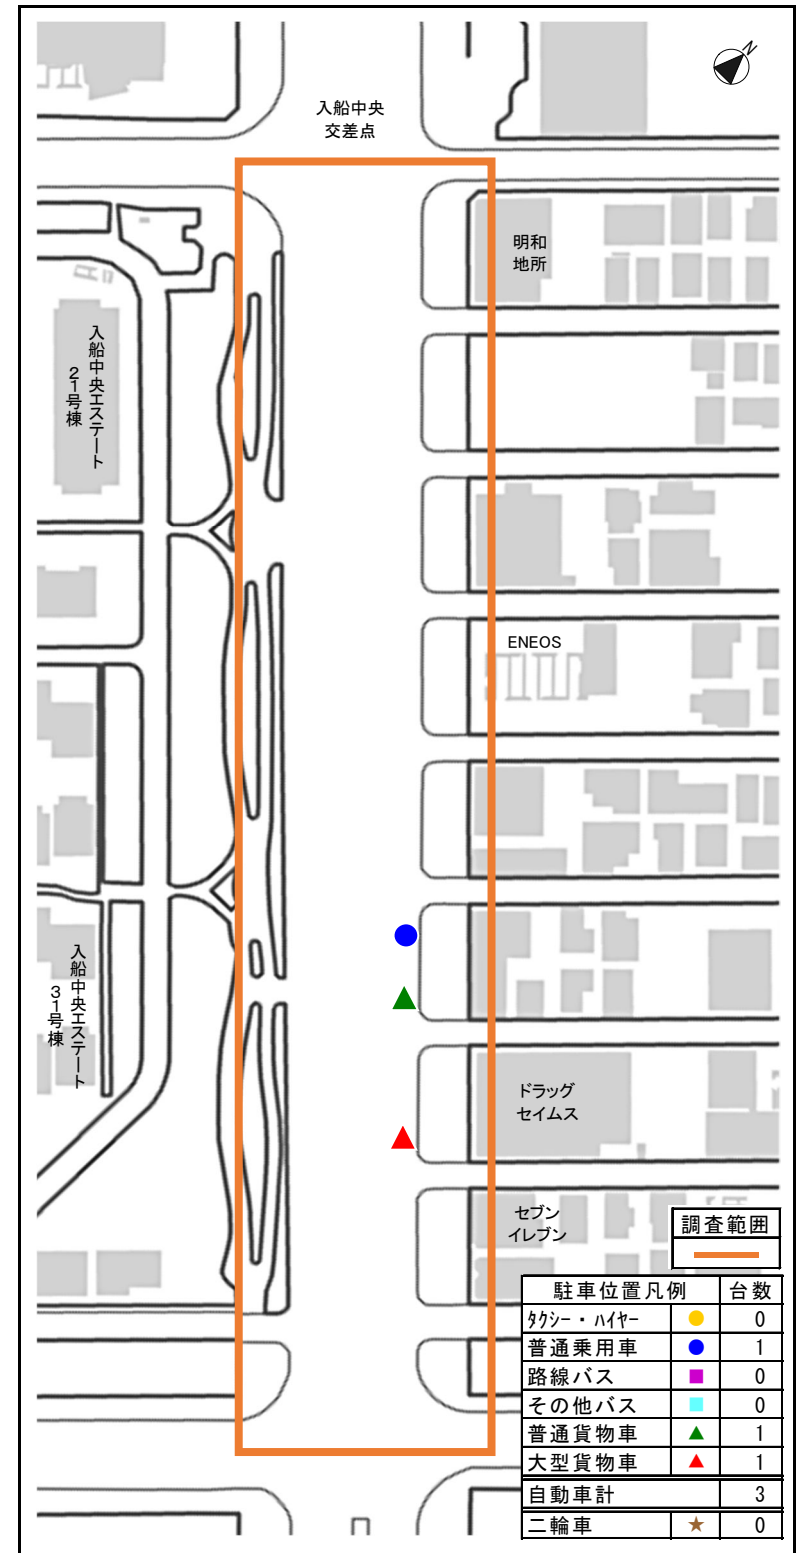 N
入船中央
交差点
明和
地所
入船中央エステート
21号棟
ENEOS
入船中央エステート
31号棟
ドラッグ
セイムス
セブン
イレブン
調査範囲
駐車位置凡例 台数
タクシー・ハイヤー ● 0
普通乗用車 ● 1
路線バス ■ 0
その他バス ■ 0
普通貨物車 ▲ 1
大型貨物車 ▲ 1
自動車計 3
二輪車 ★ 0